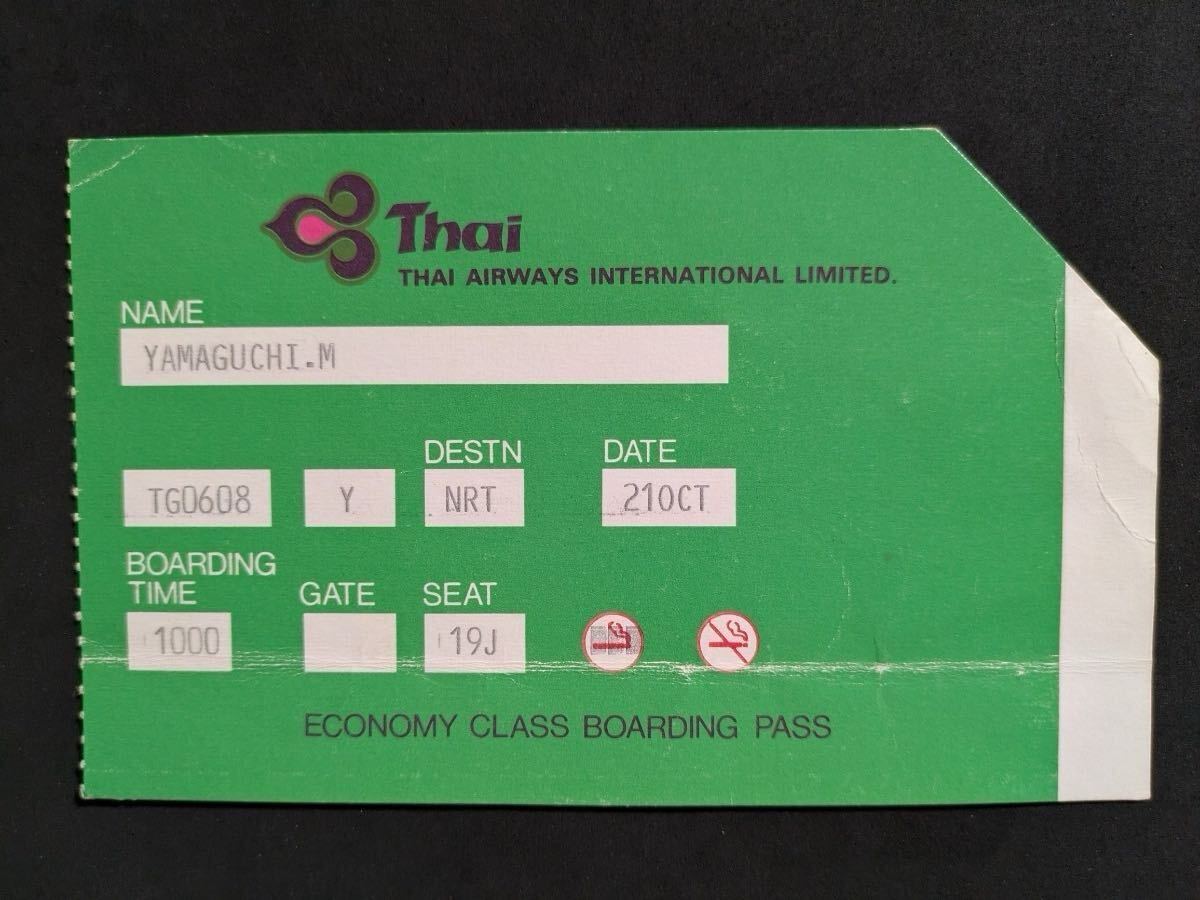 Thai
THAI AIRWAYS INTERNATIONAL LIMITED.
NAME
YAMAGUCHI.M
DESTN DATE
TG0608 Y NRT 21OCT
BOARDING
TIME GATE SEAT
1000 19J
ECONOMY CLASS BOARDING PASS